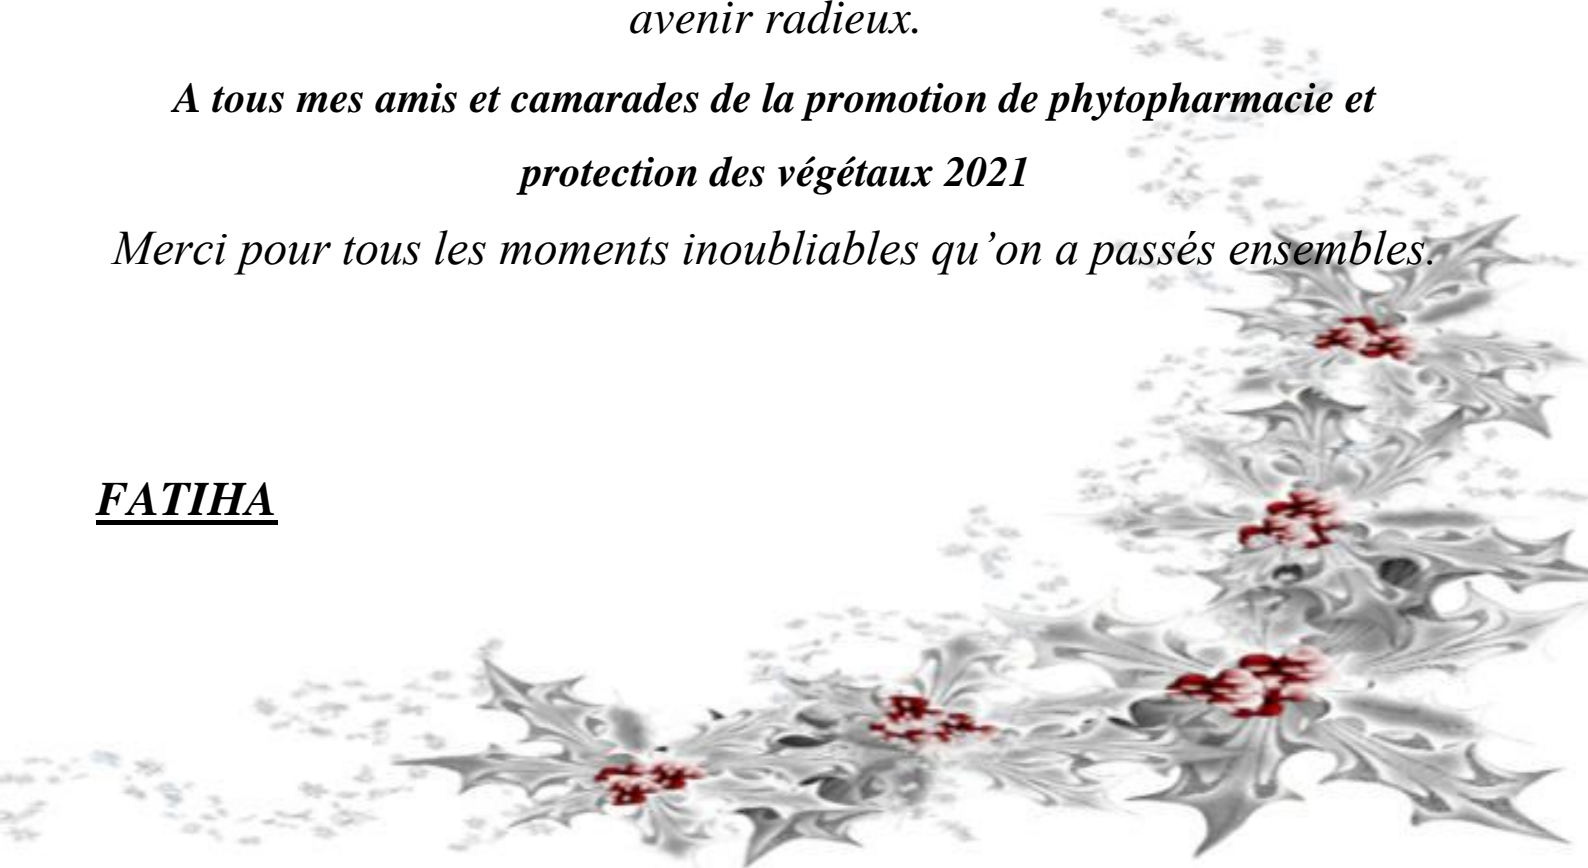 avenir radieux.
A tous mes amis et camarades de la promotion de phytopharmacie et
protection des végétaux 2021
Merci pour tous les moments inoubliables qu’on a passés ensembles.
FATIHA